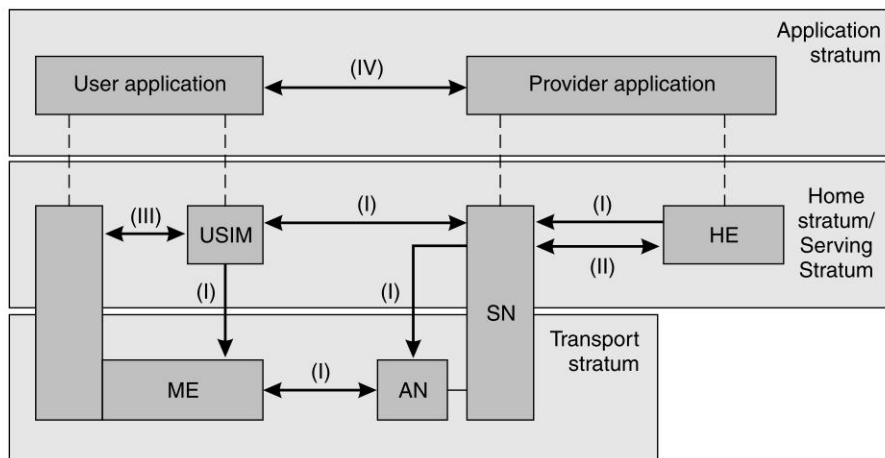 Application
stratum
(IV)
User application
Provider application
Home
stratum/
Serving
Stratum
(III)
USIM
(I)
(I)
HE
(II)
(I)
(I)
SN
Transport
stratum
ME
(I)
AN